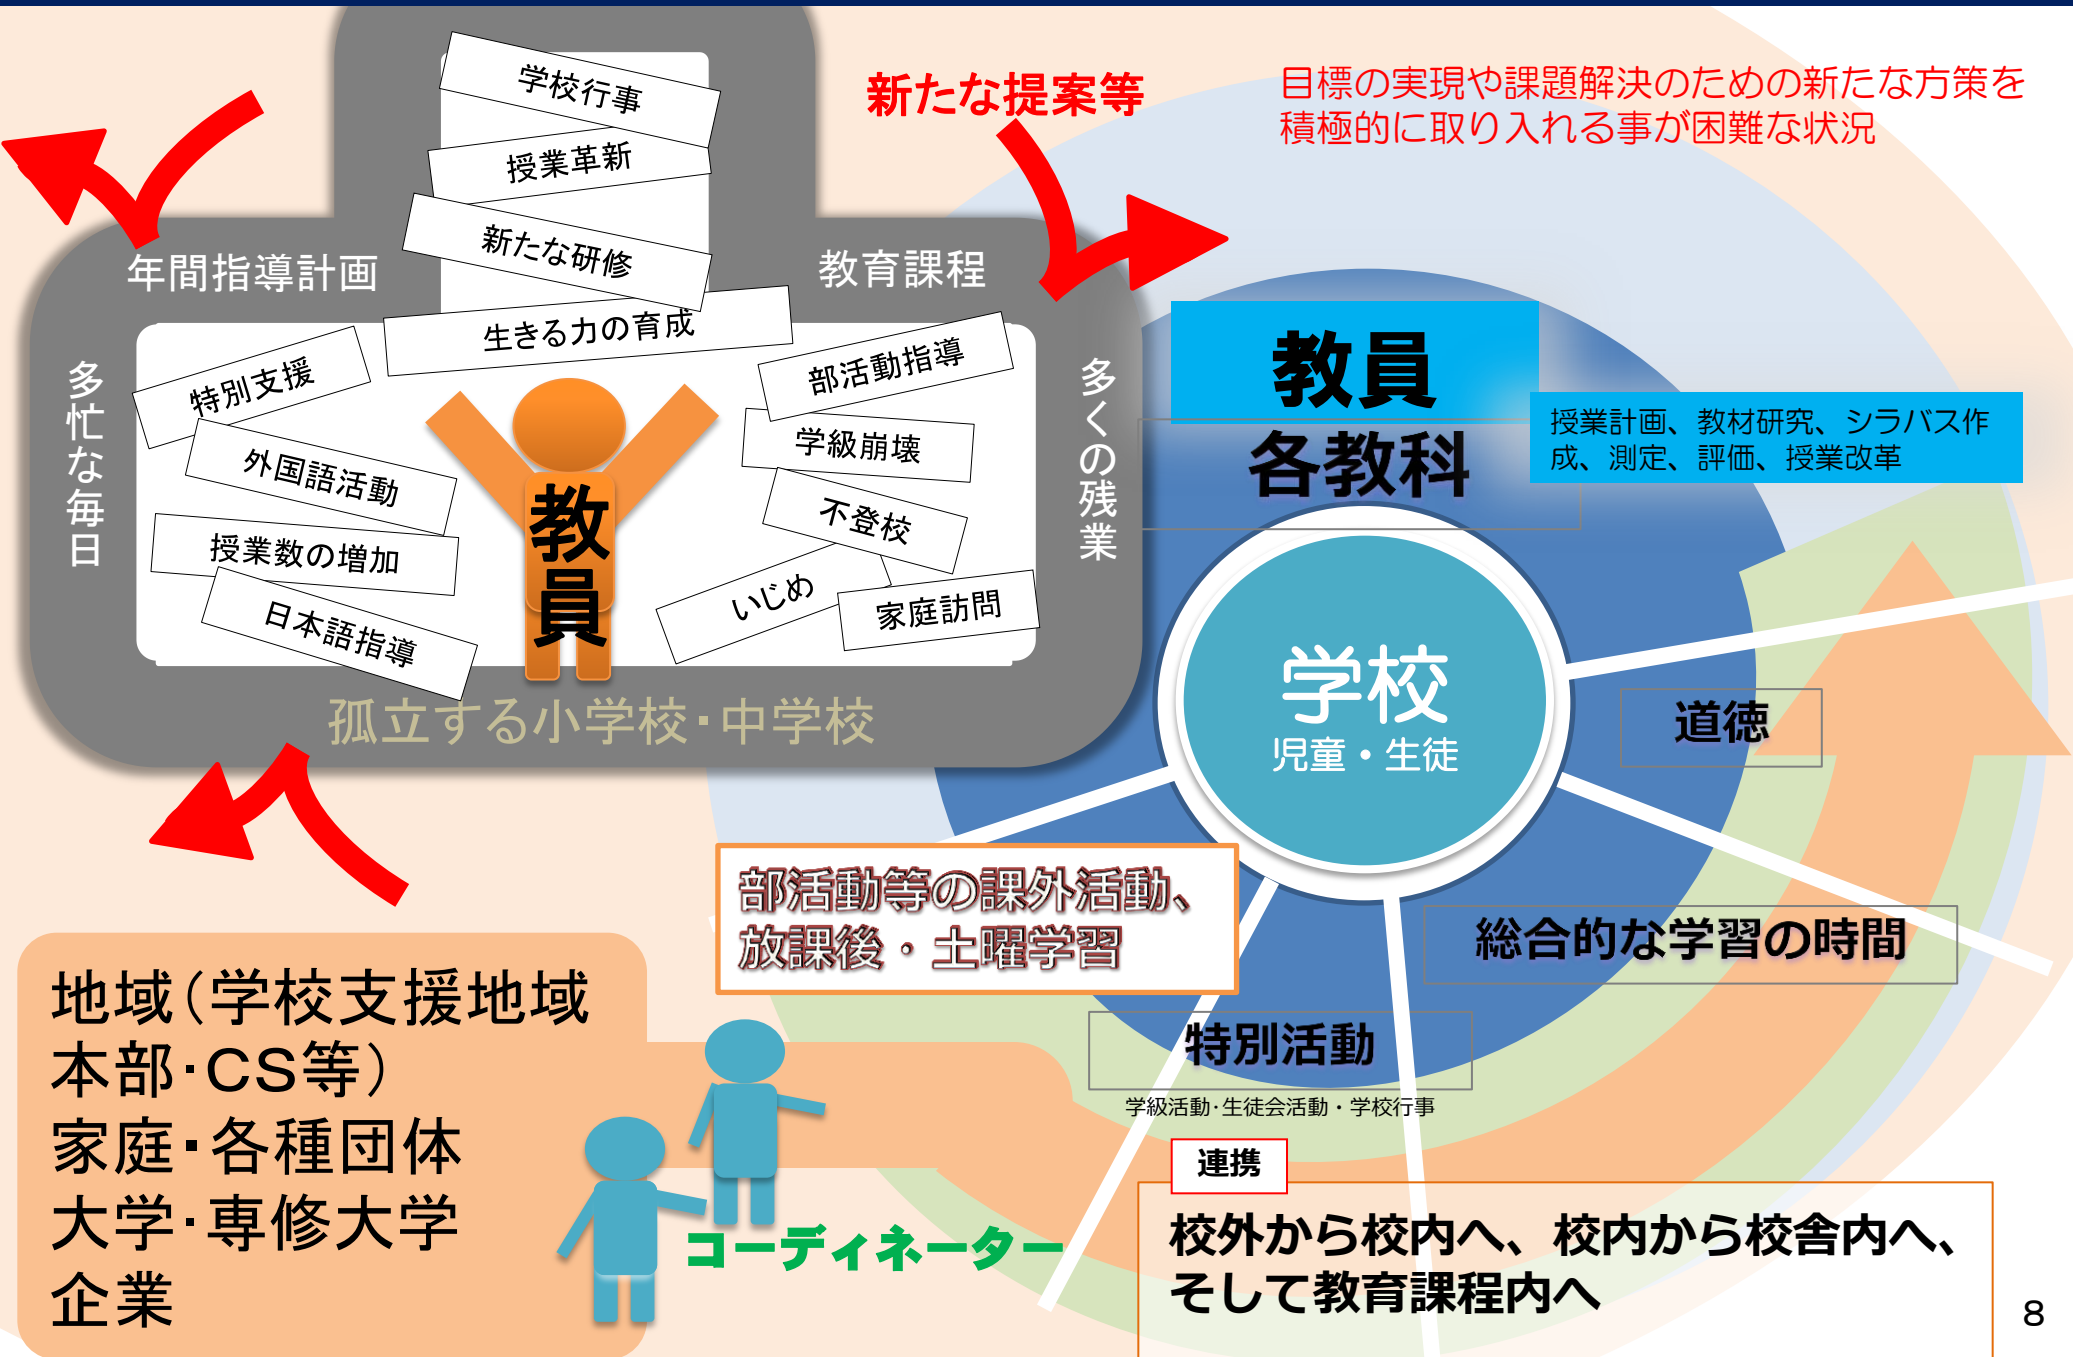 学校行事
授業革新
新たな研修
生きる力の育成
年間指導計画
教育課程
多忙な毎日
多くの残業
特別支援
外国語活動
授業数の増加
日本語指導
教員
部活動指導
学級崩壊
不登校
いじめ
家庭訪問
孤立する小学校・中学校
新たな提案等
目標の実現や課題解決のための新たな方策を
積極的に取り入れる事が困難な状況
教員
各教科
授業計画、教材研究、シラバス作
成、測定、評価、授業改革
学校
児童・生徒
道徳
総合的な学習の時間
特別活動
学級活動・生徒会活動・学校行事
部活動等の課外活動、
放課後・土曜学習
地域（学校支援地域
本部・CS等）
家庭・各種団体
大学・専修大学
企業
コーディネーター
連携
校外から校内へ、校内から校舎内へ、
そして教育課程内へ
8